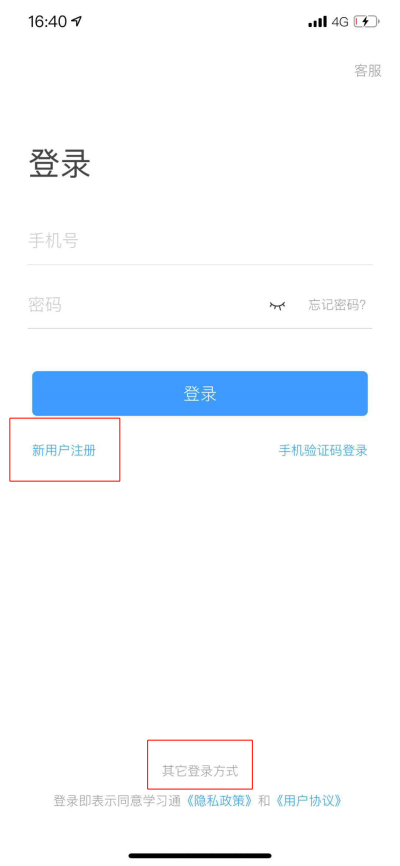 16:40 4G
客服
登录
手机号
密码 忘记密码?
登录
新用户注册 手机验证码登录
其它登录方式
登录即表示同意学习通《隐私政策》和《用户协议》